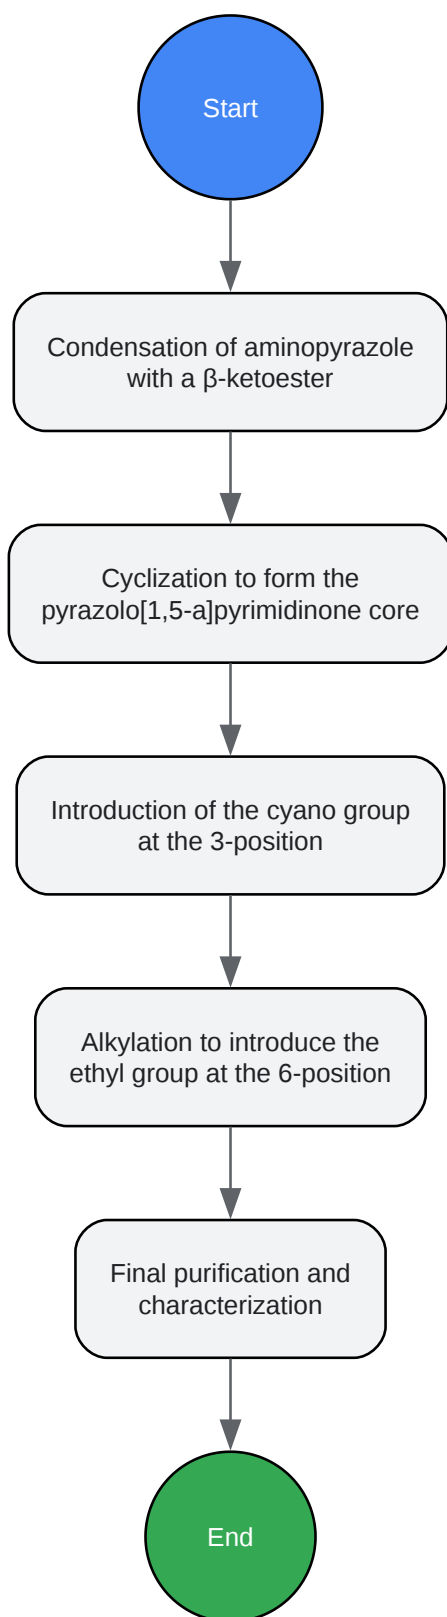 Start
Condensation of aminopyrazole
with a β-ketoester
Cyclization to form the
pyrazolo[1,5-a]pyrimidinone core
Introduction of the cyano group
at the 3-position
Alkylation to introduce the
ethyl group at the 6-position
Final purification and
characterization
End